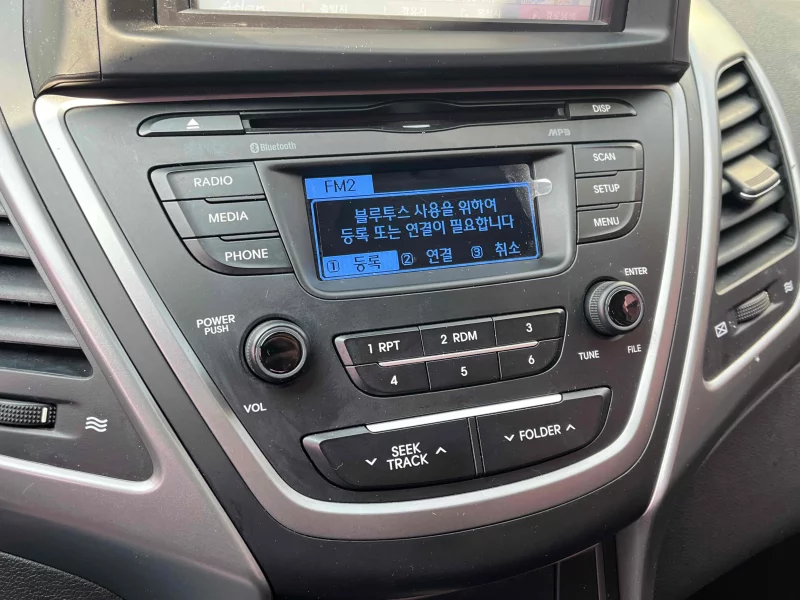 DISP
Bluetooth
MP3
RADIO
MEDIA
PHONE
FM2
블루투스 사용을 위하여
등록 또는 연결이 필요합니다
① 등록 ② 연결 ③ 취소
SCAN
SETUP
MENU
POWER
PUSH
VOL
1 RPT
2 RDM
3
4
5
6
ENTER
TUNE
FILE
SEEK
TRACK
FOLDER